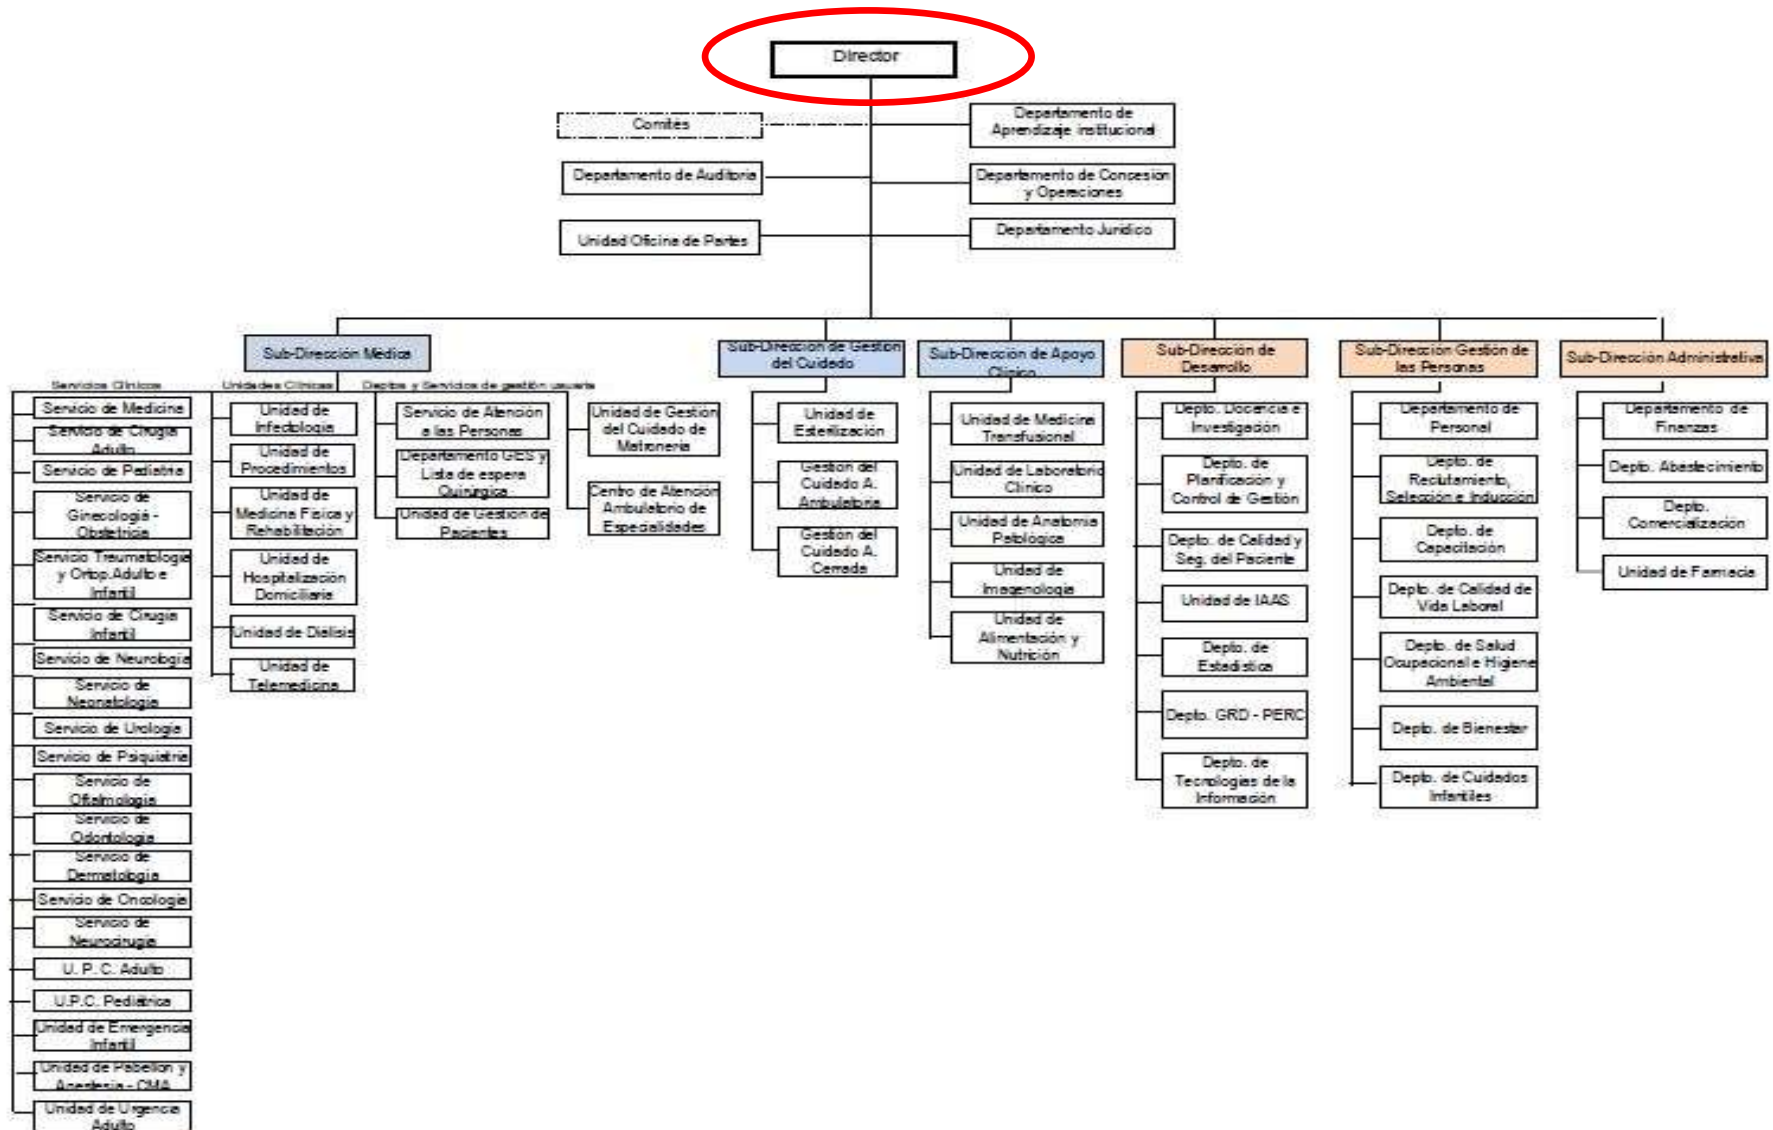 Director
Comités
Departamento de
Aprendizaje Institucional
Departamento de Auditoria
Departamento de Concesión
y Operaciones
Unidad Oficina de Partes
Departamento Jurídico
Sub-Dirección Médica
Sub-Dirección de Gestión
del Cuidado
Sub-Dirección de Apoyo
Clínico
Sub-Dirección de
Desarrollo
Sub-Dirección Gestión de
las Personas
Sub-Dirección Administrativa
Servicios Clínicos
Servicio de Medicina
Servicio de Cirugía
Adulto
Servicio de Pediatría
Servicio de
Ginecología -
Obstetricia
Servicio Traumatología
y Ortop.Adulto e
Infantil
Servicio de Cirugía
Infantil
Servicio de Neurología
Servicio de
Neonatología
Servicio de Urología
Servicio de Psiquiatría
Servicio de
Oftalmología
Servicio de
Odontología
Servicio de
Dermatología
Servicio de Oncología
Servicio de
Neurocirugía
U. P. C. Adulto
U.P.C. Pediátrica
Unidad de Emergencia
Infantil
Unidad de Pabellón y
Anestesia - CMA
Unidad de Urgencia
Adulto
Unidades Clínicas
Unidad de
Infectología
Unidad de
Procedimientos
Unidad de
Medicina Física y
Rehabilitación
Unidad de
Hospitalización
Domiciliaria
Unidad de Diálisis
Unidad de
Telemedicina
Deptos y Servicios de gestión usuaria
Servicio de Atención
a las Personas
Departamento GES y
Lista de espera
Quirúrgica
Unidad de Gestión de
Pacientes
Unidad de Gestión
del Cuidado de
Matronería
Centro de Atención
Ambulatorio de
Especialidades
Unidad de
Esterilización
Gestión del
Cuidado A.
Ambulatoria
Gestión del
Cuidado A.
Cerrada
Unidad de Medicina
Transfusional
Unidad de Laboratorio
Clínico
Unidad de Anatomía
Patológica
Unidad de
Imagenología
Unidad de
Alimentación y
Nutrición
Depto. Docencia e
Investigación
Depto. de
Planificación y
Control de Gestión
Depto. de Calidad y
Seg. del Paciente
Unidad de IAAS
Depto. de
Estadística
Depto. GRD - PERC
Depto. de
Tecnologías de la
Información
Departamento de
Personal
Depto. de
Reclutamiento,
Selección e Inducción
Depto. de
Capacitación
Depto. de Calidad de
Vida Laboral
Depto. de Salud
Ocupacional e Higiene
Ambiental
Depto. de Bienestar
Depto. de Cuidados
Infantiles
Departamento de
Finanzas
Depto. Abastecimiento
Depto.
Comercialización
Unidad de Farmacia